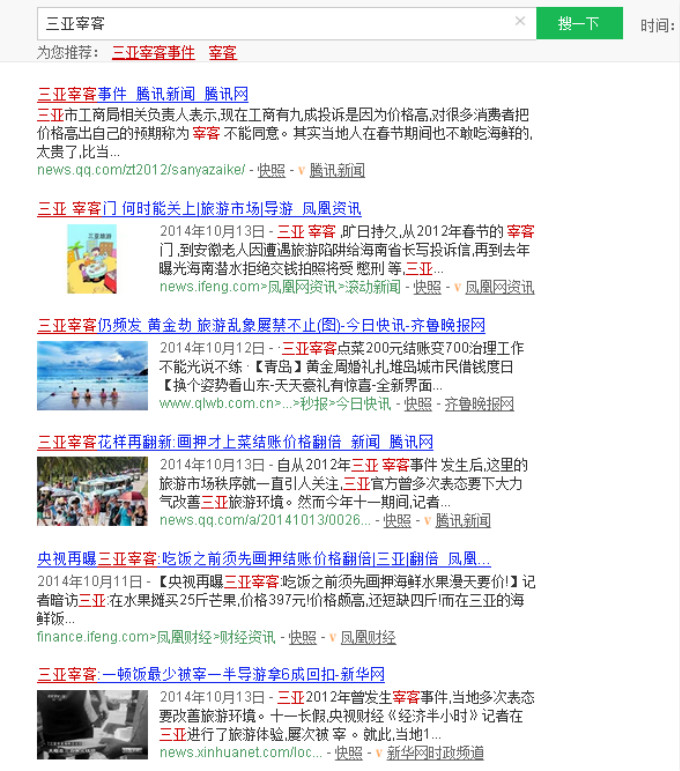 三亚宰客
搜一下
时间:
为您推荐: 三亚宰客事件 宰客
三亚宰客事件_腾讯新闻_腾讯网
三亚市工商局相关负责人表示,现在工商有九成投诉是因为价格高,对很多消费者把
价格高出自己的预期称为 宰客 不能同意。其实当地人在春节期间也不敢吃海鲜的,
太贵了,比当...
news.qq.com/zt2012/sanyazaike/ - 快照 - v 腾讯新闻
三亚 宰客门 何时能关上|旅游市场|导游_凤凰资讯
2014年10月13日 - 三亚 宰客 ,旷日持久,从2012年春节的 宰客
门 ,到安徽老人因遭遇旅游陷阱给海南省长写投诉信,再到去年
曝光海南潜水拒绝交钱拍照将受 憋刑 等,三亚...
news.ifeng.com>凤凰网资讯>滚动新闻 - 快照 - v 凤凰网资讯
三亚宰客仍频发 黄金劫 旅游乱象屡禁不止(图)-今日快讯-齐鲁晚报网
2014年10月12日 - ·三亚宰客点菜200元结账变700治理工作
不能光说不练 ·【青岛】黄金周婚礼扎堆岛城市民借钱度日
【换个姿势看山东-天天豪礼有惊喜-全新界面...
www.qlwb.com.cn>...>秒报>今日快讯 - 快照 - 齐鲁晚报网
三亚宰客花样再翻新:画押才上菜结账价格翻倍_新闻_腾讯网
2014年10月13日 - 自从2012年三亚 宰客事件 发生后,这里的
旅游市场秩序就一直引人关注,三亚官方曾多次表态要下大力
气改善三亚旅游环境。然而今年十一期间,记者...
news.qq.com/a/20141013/0026... - 快照 - v 腾讯新闻
央视再曝三亚宰客:吃饭之前须先画押结账价格翻倍|三亚|翻倍_凤凰...
2014年10月11日 - 【央视再曝三亚宰客:吃饭之前须先画押海鲜水果漫天要价!】记
者暗访三亚:在水果摊买25斤芒果,价格397元!价格颇高,还短缺四斤!而在三亚的海
鲜饭...
finance.ifeng.com>凤凰财经>财经资讯 - 快照 - v 凤凰财经
三亚宰客:一顿饭最少被宰一半导游拿6成回扣-新华网
2014年10月13日 - 三亚2012年曾发生宰客事件,当地多次表态
要改善旅游环境。十一长假,央视财经《经济半小时》记者在
三亚进行了旅游体验,屡次被 宰 。就此,当地1...
news.xinhuanet.com/loc... - 快照 - v 新华网时政频道